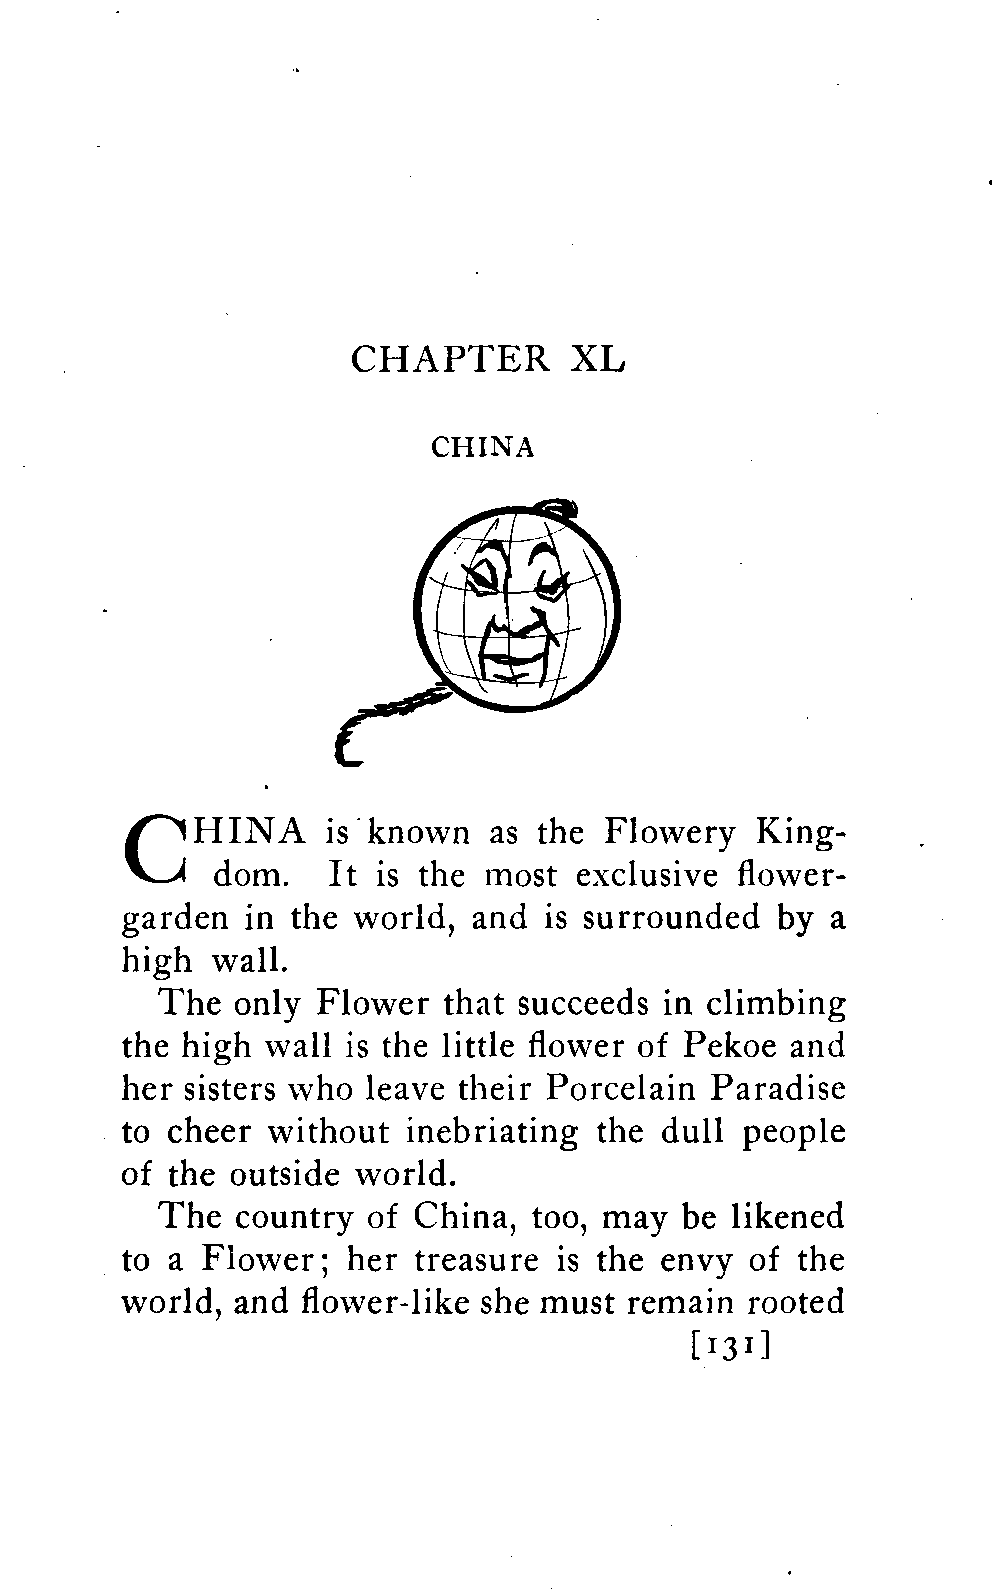 CHAPTER XL
CHINA
CHINA is known as the Flowery King-
dom. It is the most exclusive flower-
garden in the world, and is surrounded by a
high wall.
The only Flower that succeeds in climbing
the high wall is the little flower of Pekoe and
her sisters who leave their Porcelain Paradise
to cheer without inebriating the dull people
of the outside world.
The country of China, too, may be likened
to a Flower; her treasure is the envy of the
world, and flower-like she must remain rooted
[131]